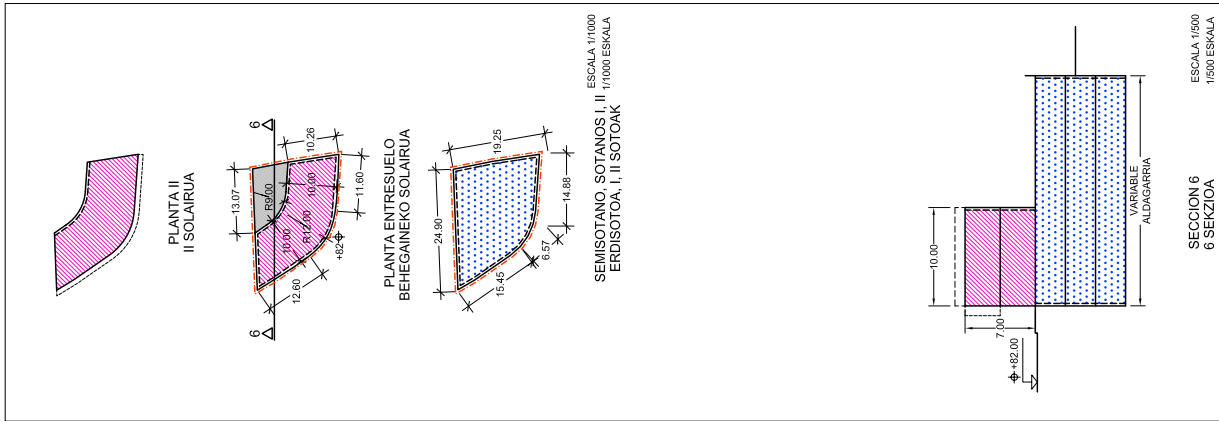 PLANTA II
II SOLAIRUA
6
6
13.07
10.26
R9.00
10.00
10.00
R12.00
11.60
+82
12.60
PLANTA ENTRESUELO
BEHEGAINEKO SOLAIRUA
24.90
19.25
15.45
6.57
14.88
ESCALA 1/1000
1/1000 ESKALA
SEMISOTANO, SOTANOS I, II
ERDISOTOA, I, II SOTOAK
10.00
7.00
+82.00
VARIABLE
ALDAGARRIA
SECCION 6
6 SEKZIOA
ESCALA 1/500
1/500 ESKALA